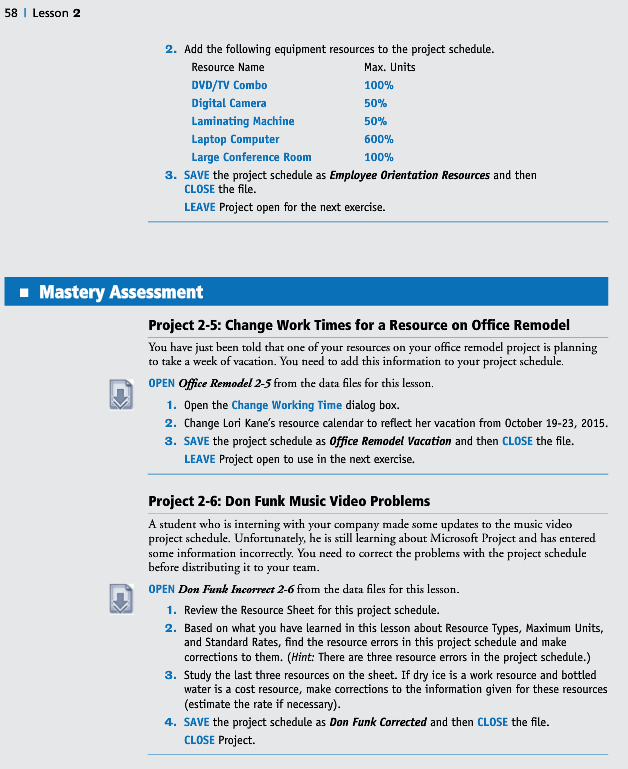 58 | Lesson 2
2. Add the following equipment resources to the project schedule.
Resource Name Max. Units
DVD/TV Combo 100%
Digital Camera 50%
Laminating Machine 50%
Laptop Computer 600%
Large Conference Room 100%
3. SAVE the project schedule as Employee Orientation Resources and then
CLOSE the file.
LEAVE Project open for the next exercise.
■ Mastery Assessment
Project 2-5: Change Work Times for a Resource on Office Remodel
You have just been told that one of your resources on your office remodel project is planning
to take a week of vacation. You need to add this information to your project schedule.
OPEN Office Remodel 2-5 from the data files for this lesson.
1. Open the Change Working Time dialog box.
2. Change Lori Kane's resource calendar to reflect her vacation from October 19-23, 2015.
3. SAVE the project schedule as Office Remodel Vacation and then CLOSE the file.
LEAVE Project open to use in the next exercise.
Project 2-6: Don Funk Music Video Problems
A student who is interning with your company made some updates to the music video
project schedule. Unfortunately, he is still learning about Microsoft Project and has entered
some information incorrectly. You need to correct the problems with the project schedule
before distributing it to your team.
OPEN Don Funk Incorrect 2-6 from the data files for this lesson.
1. Review the Resource Sheet for this project schedule.
2. Based on what you have learned in this lesson about Resource Types, Maximum Units,
and Standard Rates, find the resource errors in this project schedule and make
corrections to them. (Hint: There are three resource errors in the project schedule.)
3. Study the last three resources on the sheet. If dry ice is a work resource and bottled
water is a cost resource, make corrections to the information given for these resources
(estimate the rate if necessary).
4. SAVE the project schedule as Don Funk Corrected and then CLOSE the file.
CLOSE Project.